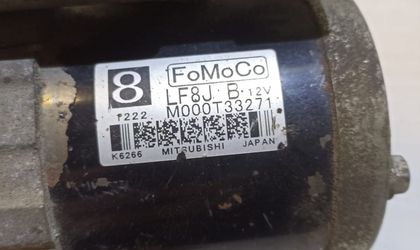 8 FoMoCo
LF8J B 12V
1222 M000T33271
K6266 MITSUBISHI JAPAN